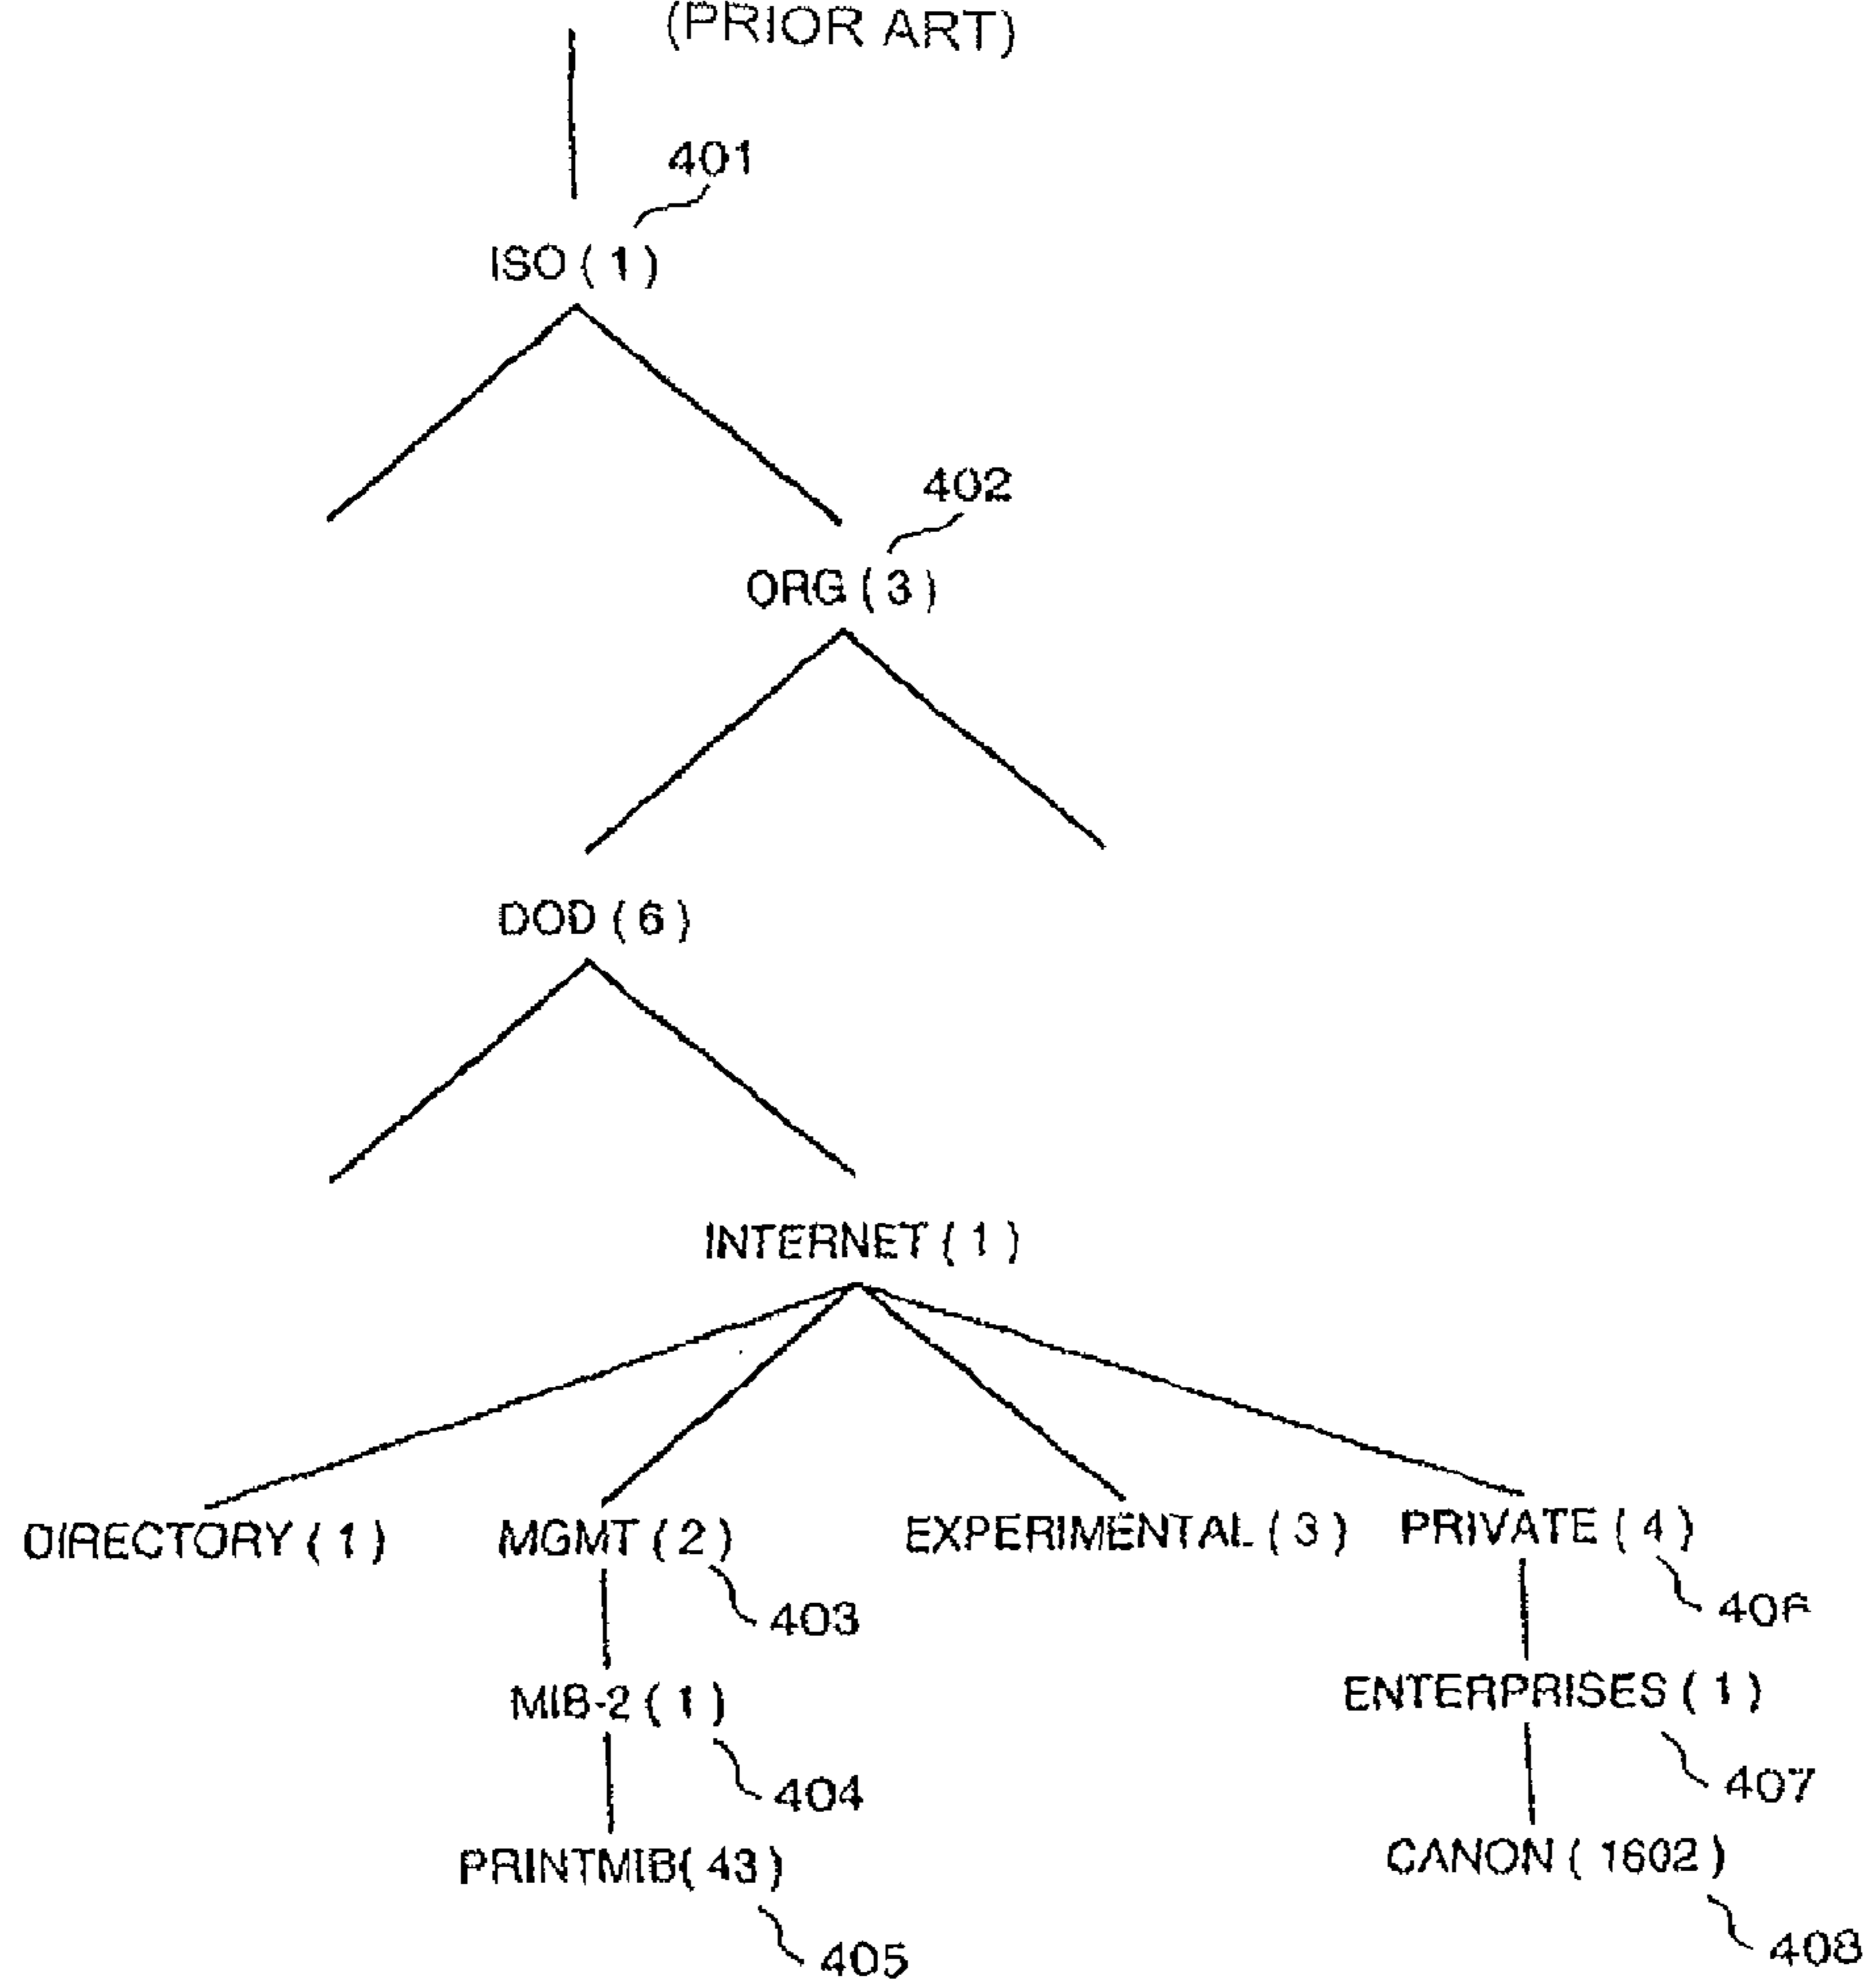 (PRIOR ART)
401
ISO ( 1 )
402
ORG ( 3 )
DOD ( 6 )
INTERNET ( 1 )
DIRECTORY ( 1 ) MGMT ( 2 ) EXPERIMENTAL ( 3 ) PRIVATE ( 4 )
403 406
MIB-2 ( 1 ) ENTERPRISES ( 1 )
404 407
PRINTMIB( 43 ) CANON ( 1602 )
405 408